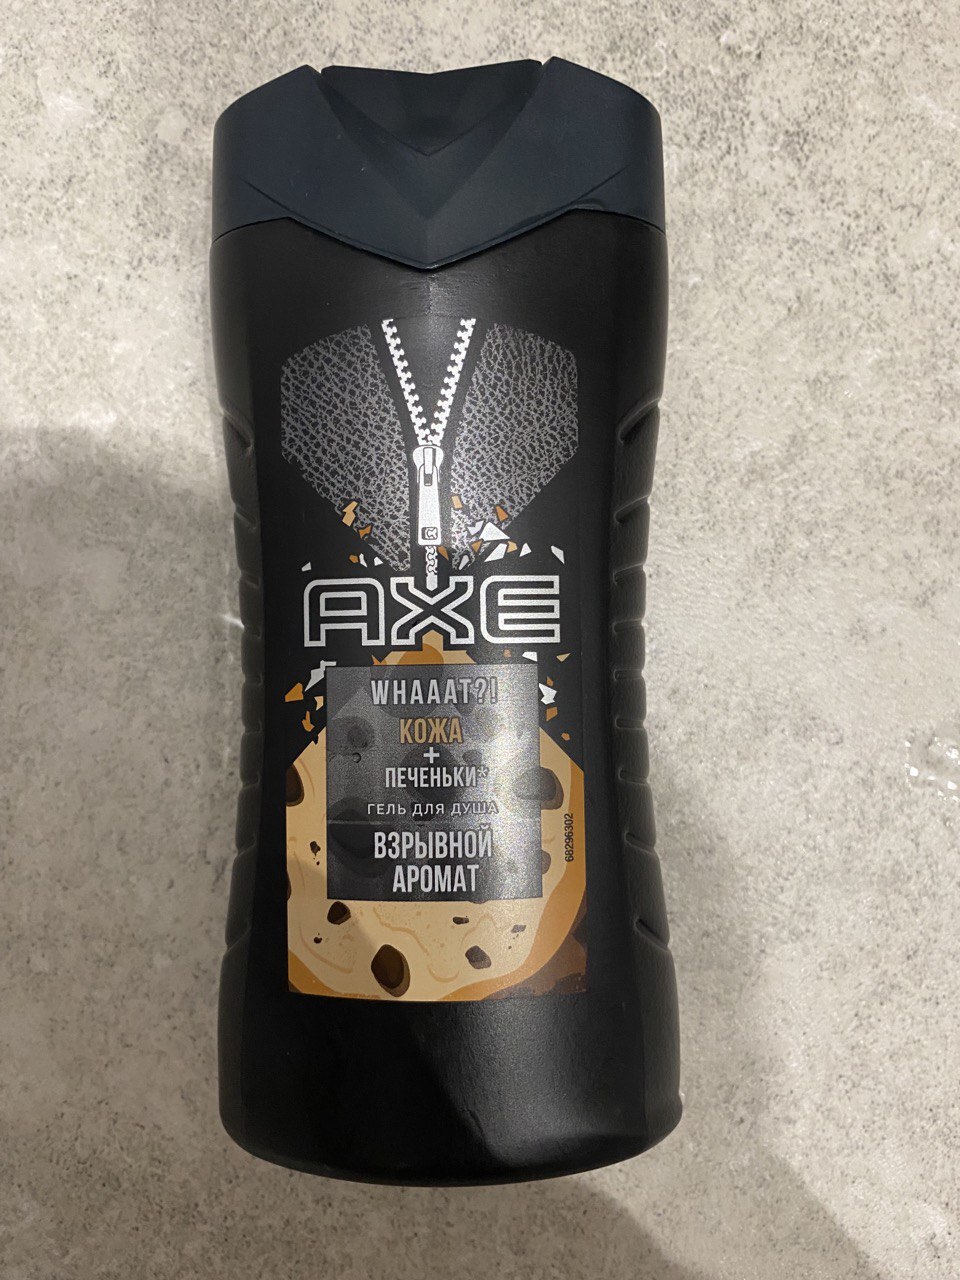 AXE
WHAAAT?!
КОЖА
+
ПЕЧЕНЬКИ*
ГЕЛЬ ДЛЯ ДУША
ВЗРЫВНОЙ
АРОМАТ
68296302